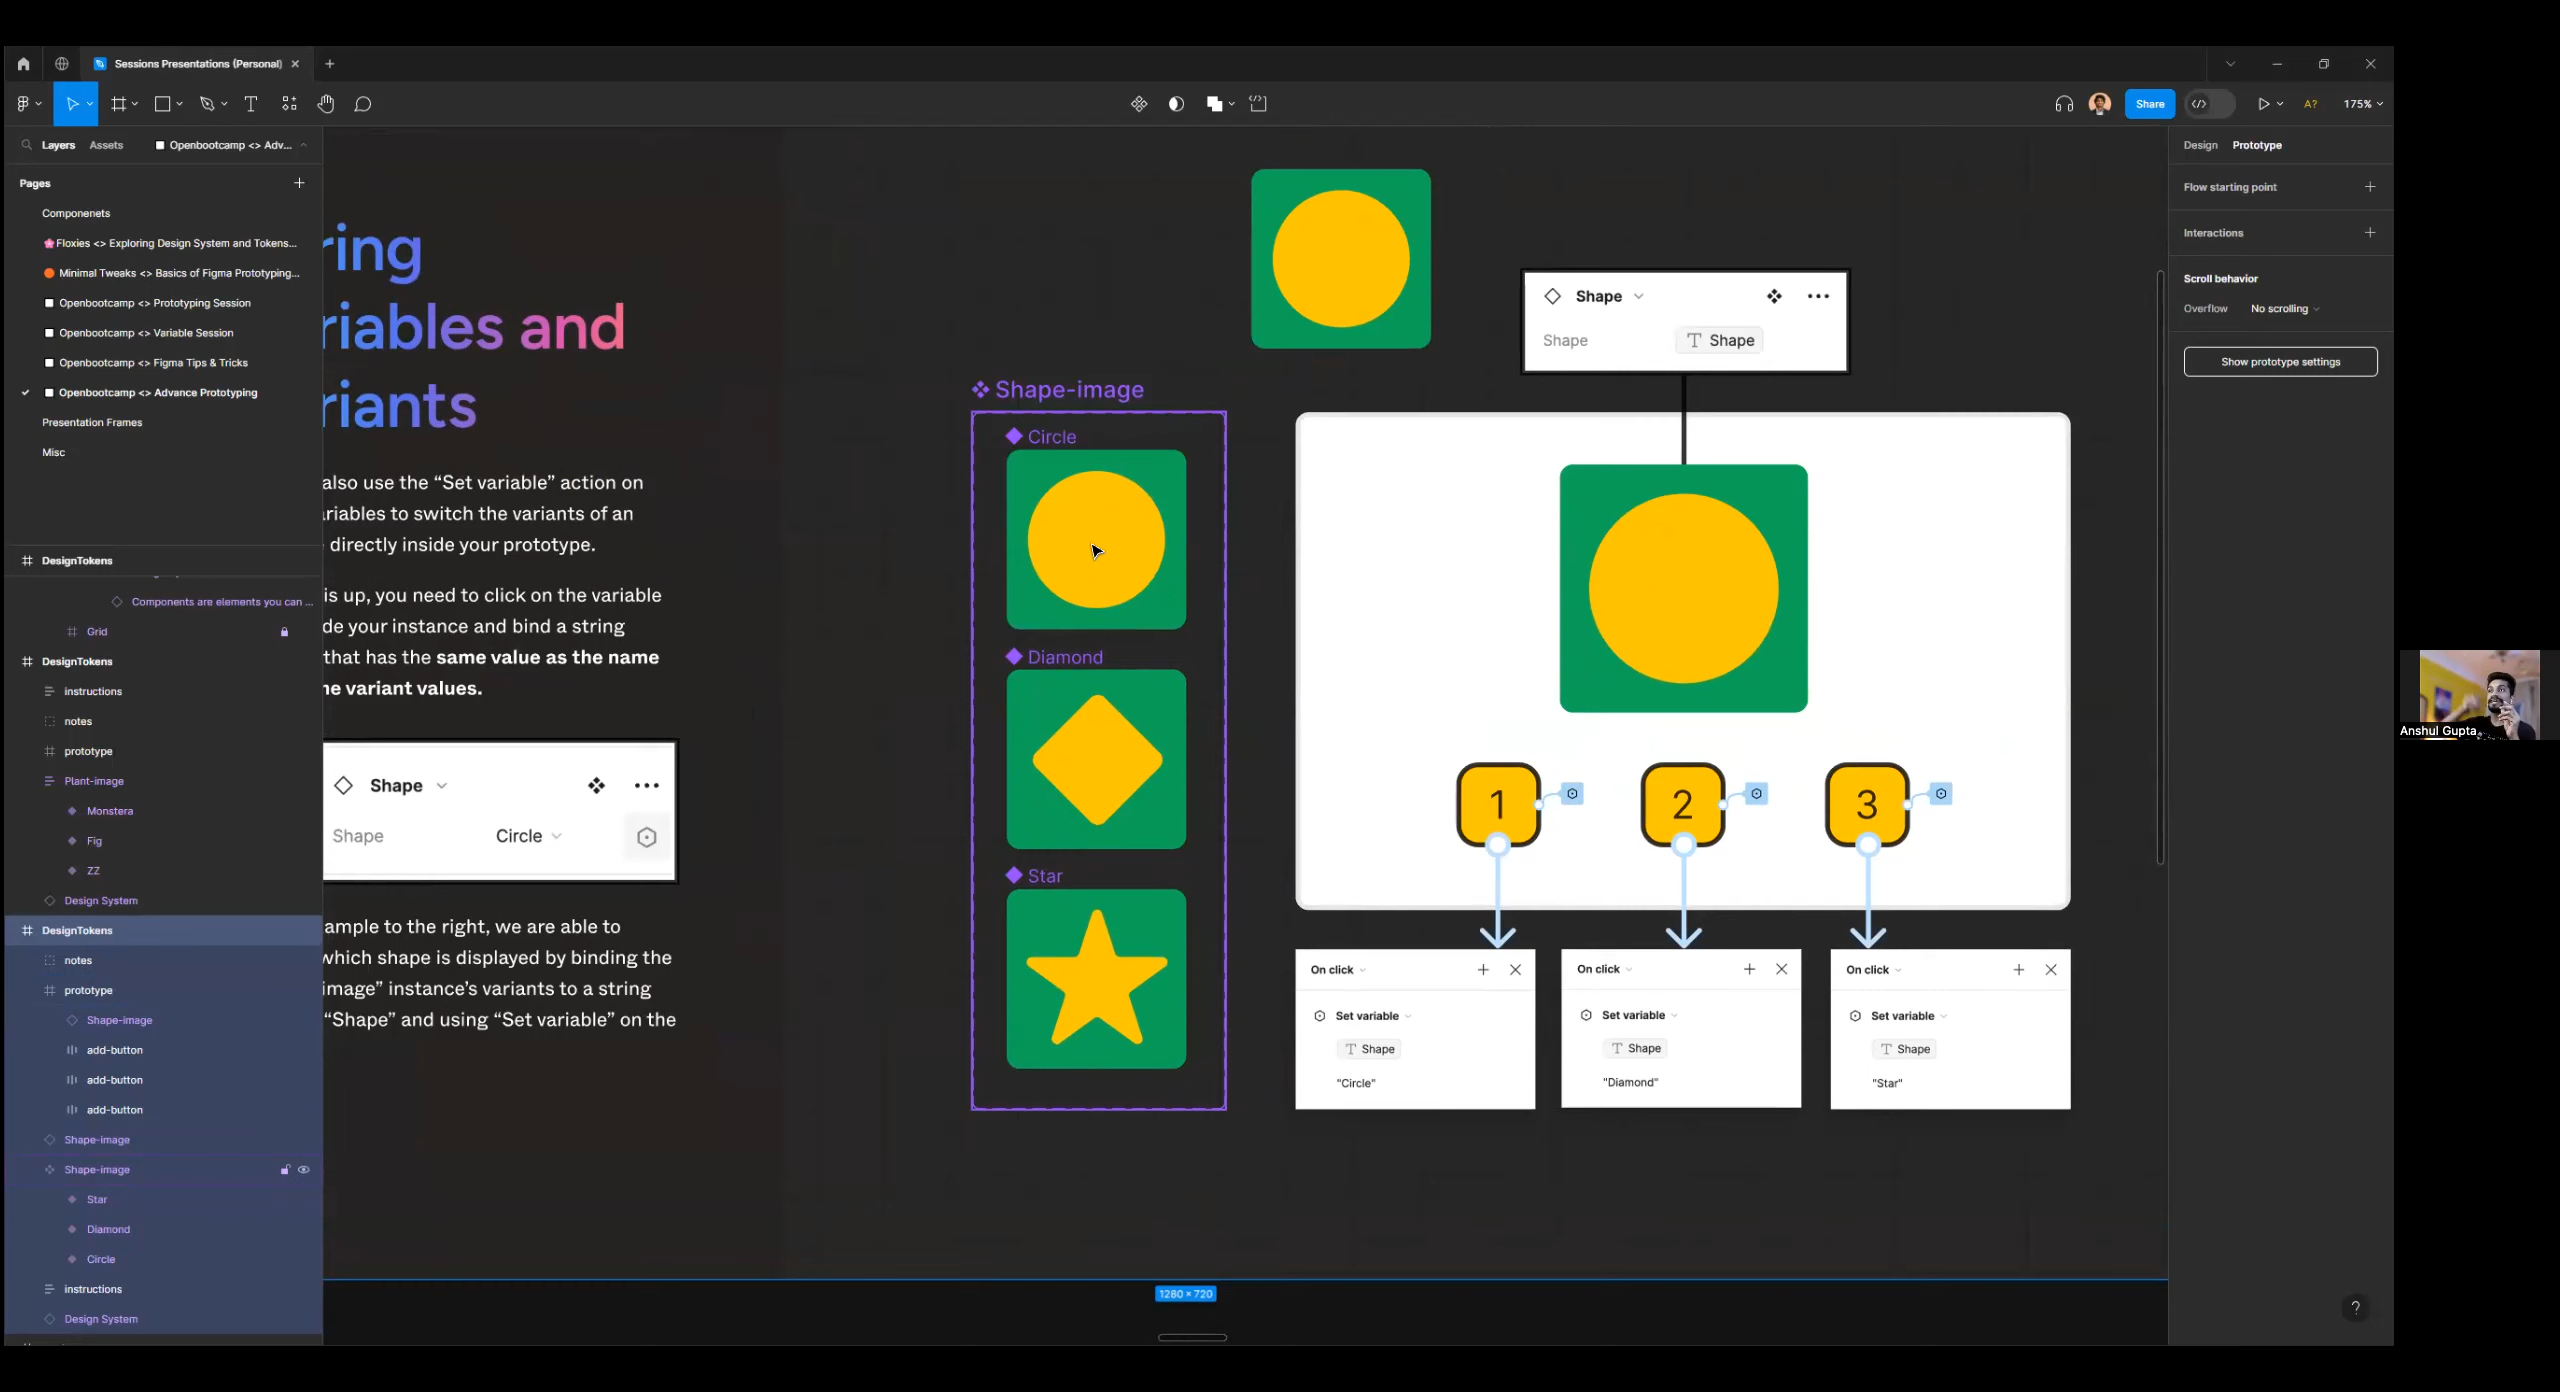 Sessions Presentations (Personal)
Share
A?
175%
Layers
Assets
Openbootcamp <> Adv...
Pages
Componenets
Floxies <> Exploring Design System and Tokens...
Minimal Tweaks <> Basics of Figma Prototyping...
Openbootcamp <> Prototyping Session
Openbootcamp <> Variable Session
Openbootcamp <> Figma Tips & Tricks
Openbootcamp <> Advance Prototyping
Presentation Frames
Misc
DesignTokens
Components are elements you can ...
Grid
DesignTokens
instructions
notes
prototype
Plant-image
Monstera
Fig
ZZ
Design System
DesignTokens
notes
prototype
Shape-image
add-button
add-button
add-button
Shape-image
Shape-image
Star
Diamond
Circle
instructions
Design System
ring
riables and
riants
also use the “Set variable” action on
riables to switch the variants of an
directly inside your prototype.
is up, you need to click on the variable
de your instance and bind a string
that has the same value as the name
ne variant values.
Shape
Shape
Circle
ample to the right, we are able to
which shape is displayed by binding the
image” instance’s variants to a string
“Shape” and using “Set variable” on the
Shape-image
Circle
Diamond
Star
Shape
Shape
Shape
1
2
3
On click
Set variable
Shape
"Circle"
On click
Set variable
Shape
"Diamond"
On click
Set variable
Shape
"Star"
1280 × 720
Design
Prototype
Flow starting point
Interactions
Scroll behavior
Overflow
No scrolling
Show prototype settings
?
Anshul Gupta